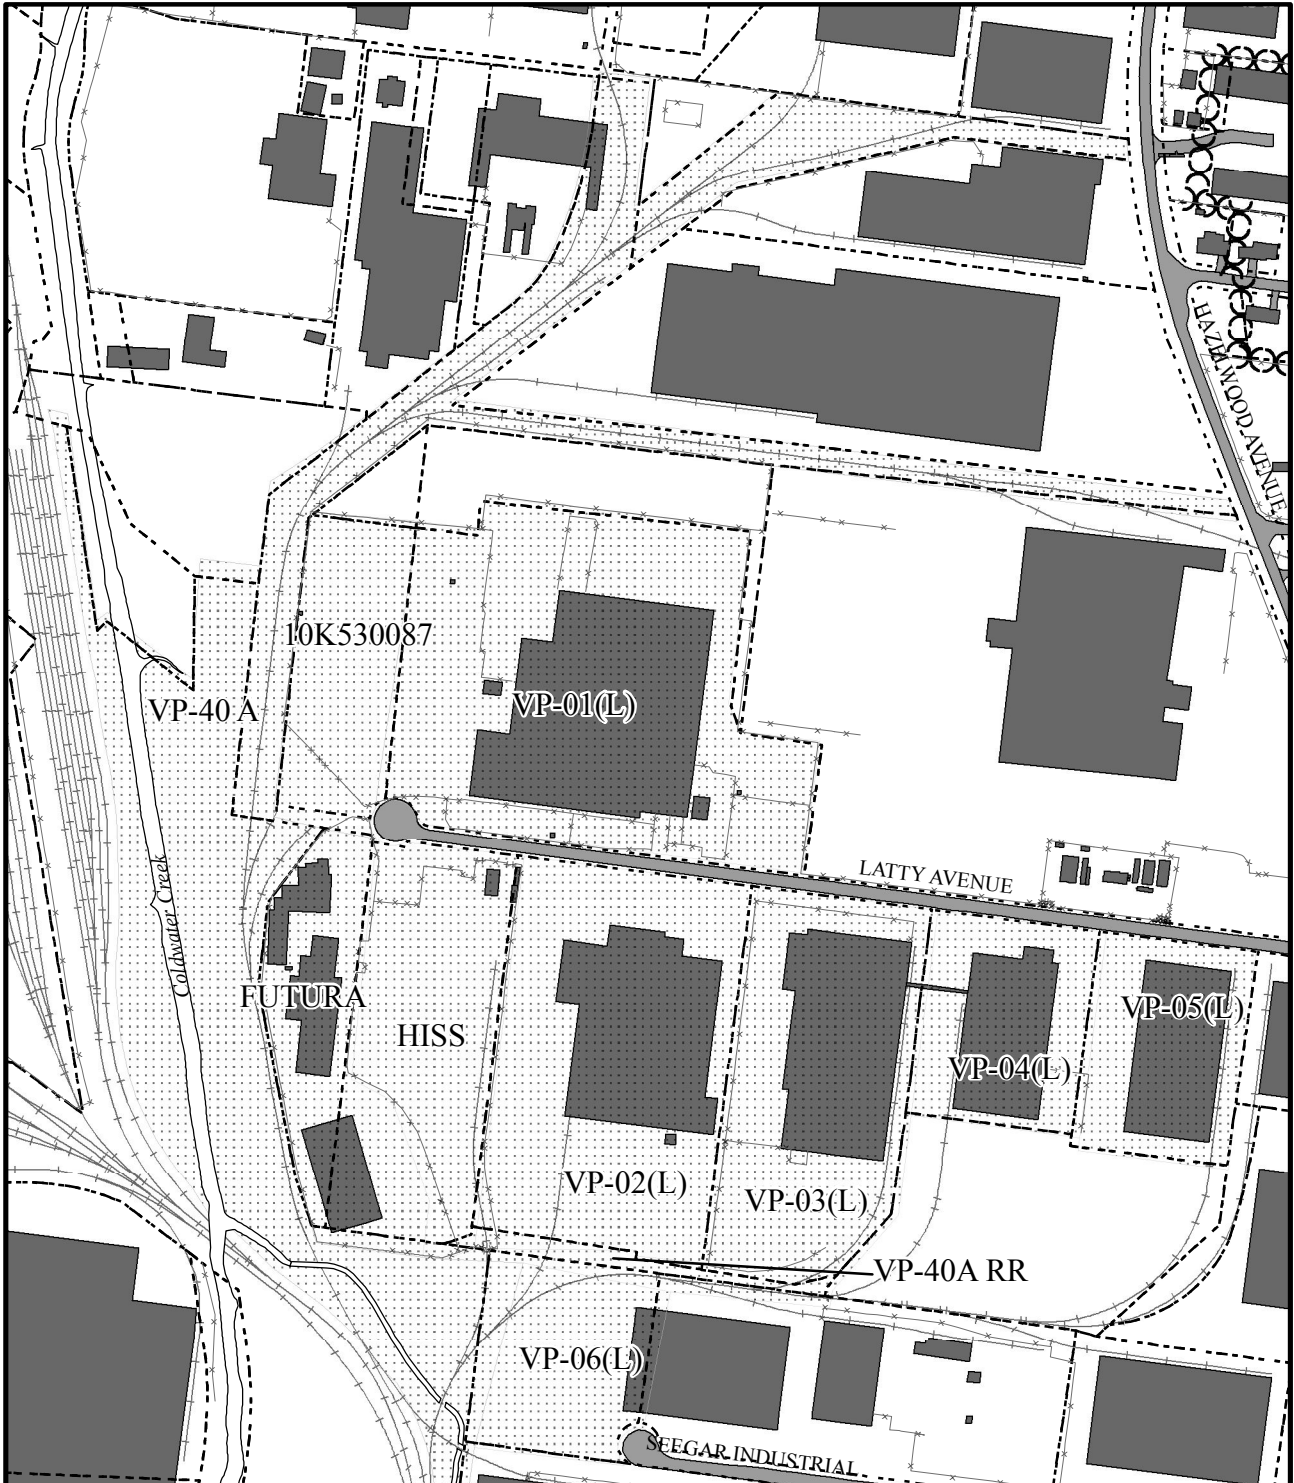 HAZELWOOD AVENUE
10K530087
VP-01(L)
VP-40 A
LATTY AVENUE
Coldwater Creek
FUTURA
HISS
VP-05(L)
VP-04(L)
VP-02(L)
VP-03(L)
VP-40A RR
VP-06(L)
SEEGAR INDUSTRIAL